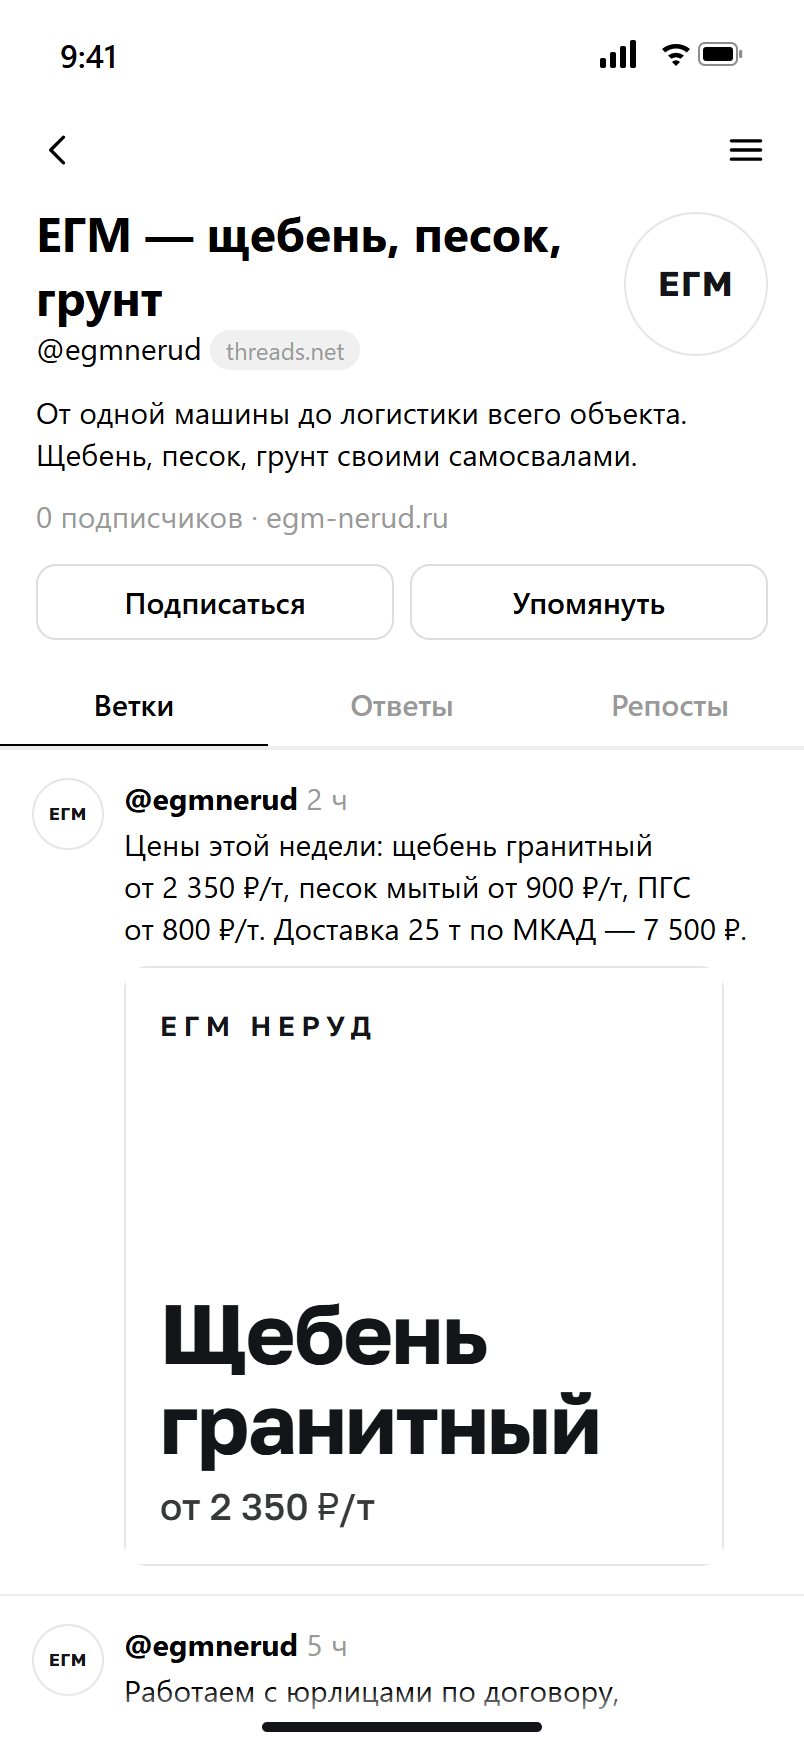 9:41
ЕГМ — щебень, песок,
грунт
ЕГМ
@egmnerud threads.net
От одной машины до логистики всего объекта.
Щебень, песок, грунт своими самосвалами.
0 подписчиков · egm-nerud.ru
Подписаться Упомянуть
Ветки Ответы Репосты
ЕГМ
@egmnerud 2 ч
Цены этой недели: щебень гранитный
от 2 350 ₽/т, песок мытый от 900 ₽/т, ПГС
от 800 ₽/т. Доставка 25 т по МКАД — 7 500 ₽.
ЕГМ НЕРУД
Щебень
гранитный
от 2 350 ₽/т
ЕГМ
@egmnerud 5 ч
Работаем с юрлицами по договору,